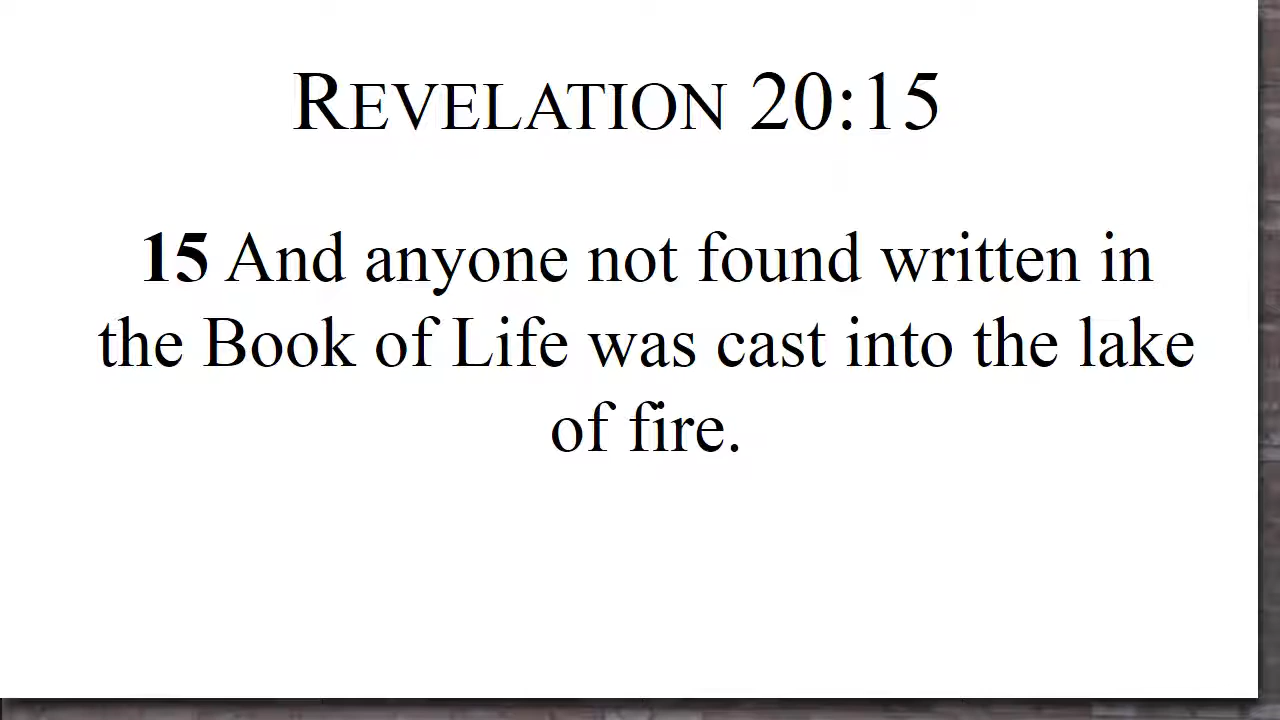 REVELATION 20:15
15 And anyone not found written in
the Book of Life was cast into the lake
of fire.